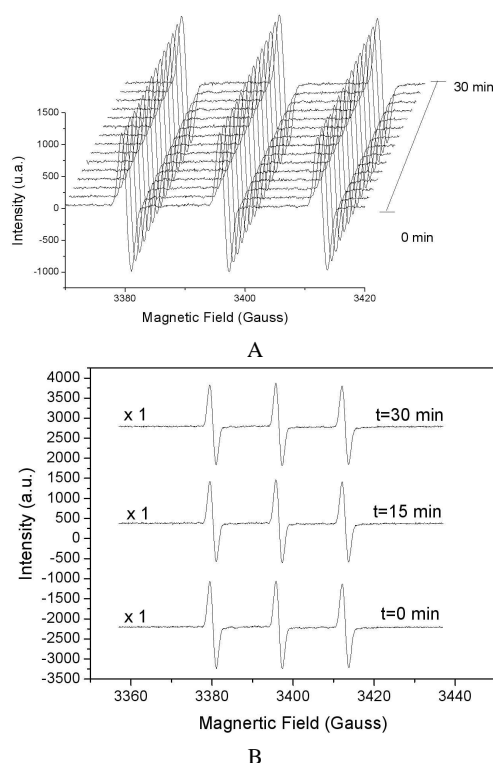 1500
1000
500
0
-500
-1000
Intensity (u.a.)
30 min
0 min
3380
3400
3420
Magnetic Field (Gauss)
A
4000
3500
3000
2500
2000
1500
1000
500
0
-500
-1000
-1500
-2000
-2500
-3000
-3500
Intensity (a.u.)
x 1
t=30 min
x 1
t=15 min
x 1
t=0 min
3360
3380
3400
3420
3440
Magnertic Field (Gauss)
B